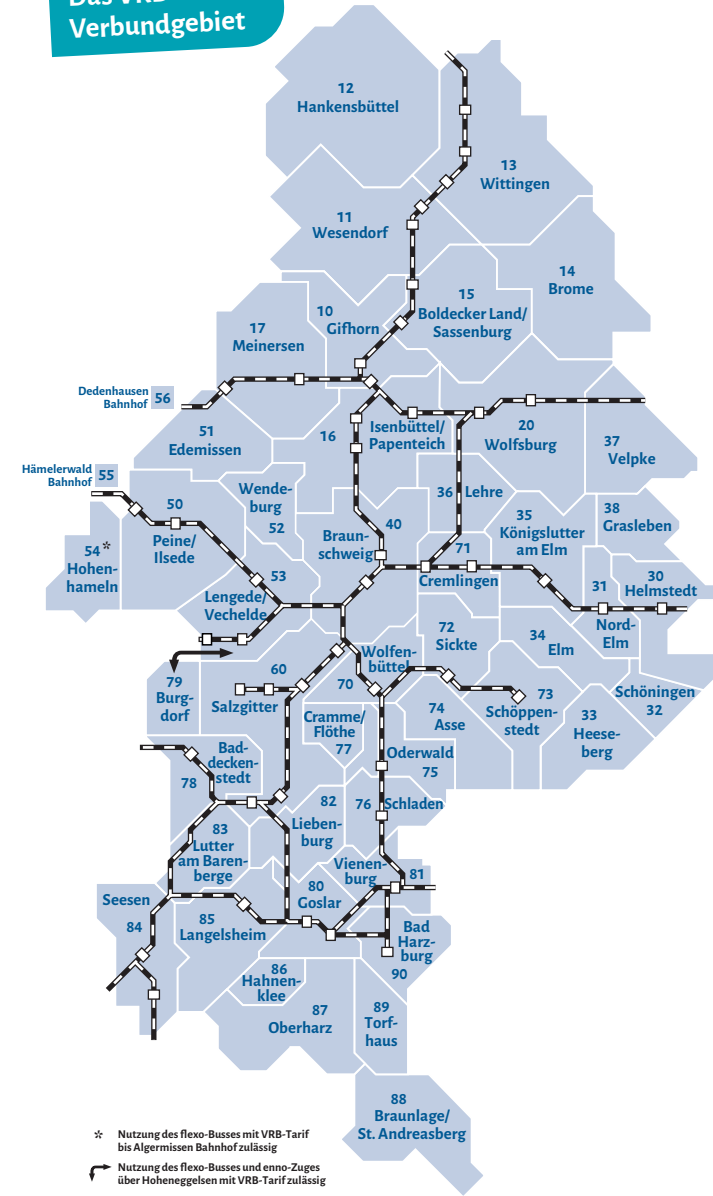 Das VRB-
Verbundgebiet
12
Hankensbüttel
13
Wittingen
11
Wesendorf
14
Brome
15
Boldecker Land/
Sassenburg
10
Gifhorn
17
Meinersen
Dedenhausen
Bahnhof
56
51
Edemissen
16
Isenbüttel/
Papenteich
20
Wolfsburg
37
Velpke
Hämelerwald
Bahnhof
55
50
Peine/
Ilsede
Wende-
burg
52
36 Lehre
35
Königslutter
am Elm
38
Grasleben
54*
Hohen-
hameln
40
Braun-
schweig
71
Cremlingen
53
Lengede/
Vechelde
31
Nord-
Elm
30
Helmstedt
72
Sickte
34
Elm
Wolfen-
büttel
70
79
Burg-
dorf
60
Salzgitter
73
Schöppen-
stedt
Schöningen
32
33
Heese-
berg
74
Asse
Cramme/
Flöthe
77
Oderwald
75
Bad-
decken-
stedt
78
82
Lieben-
burg
76
Schladen
83
Lutter
am Baren-
berge
Vienen-
burg
81
80
Goslar
Seesen
84
85
Langelsheim
Bad
Harz-
burg
90
86
Hahnen-
klee
87
Oberharz
89
Torf-
haus
88
Braunlage/
St. Andreasberg
* Nutzung des flexo-Busses mit VRB-Tarif
bis Algermissen Bahnhof zulässig
Nutzung des flexo-Busses und enno-Zuges
über Hoheneggelsen mit VRB-Tarif zulässig